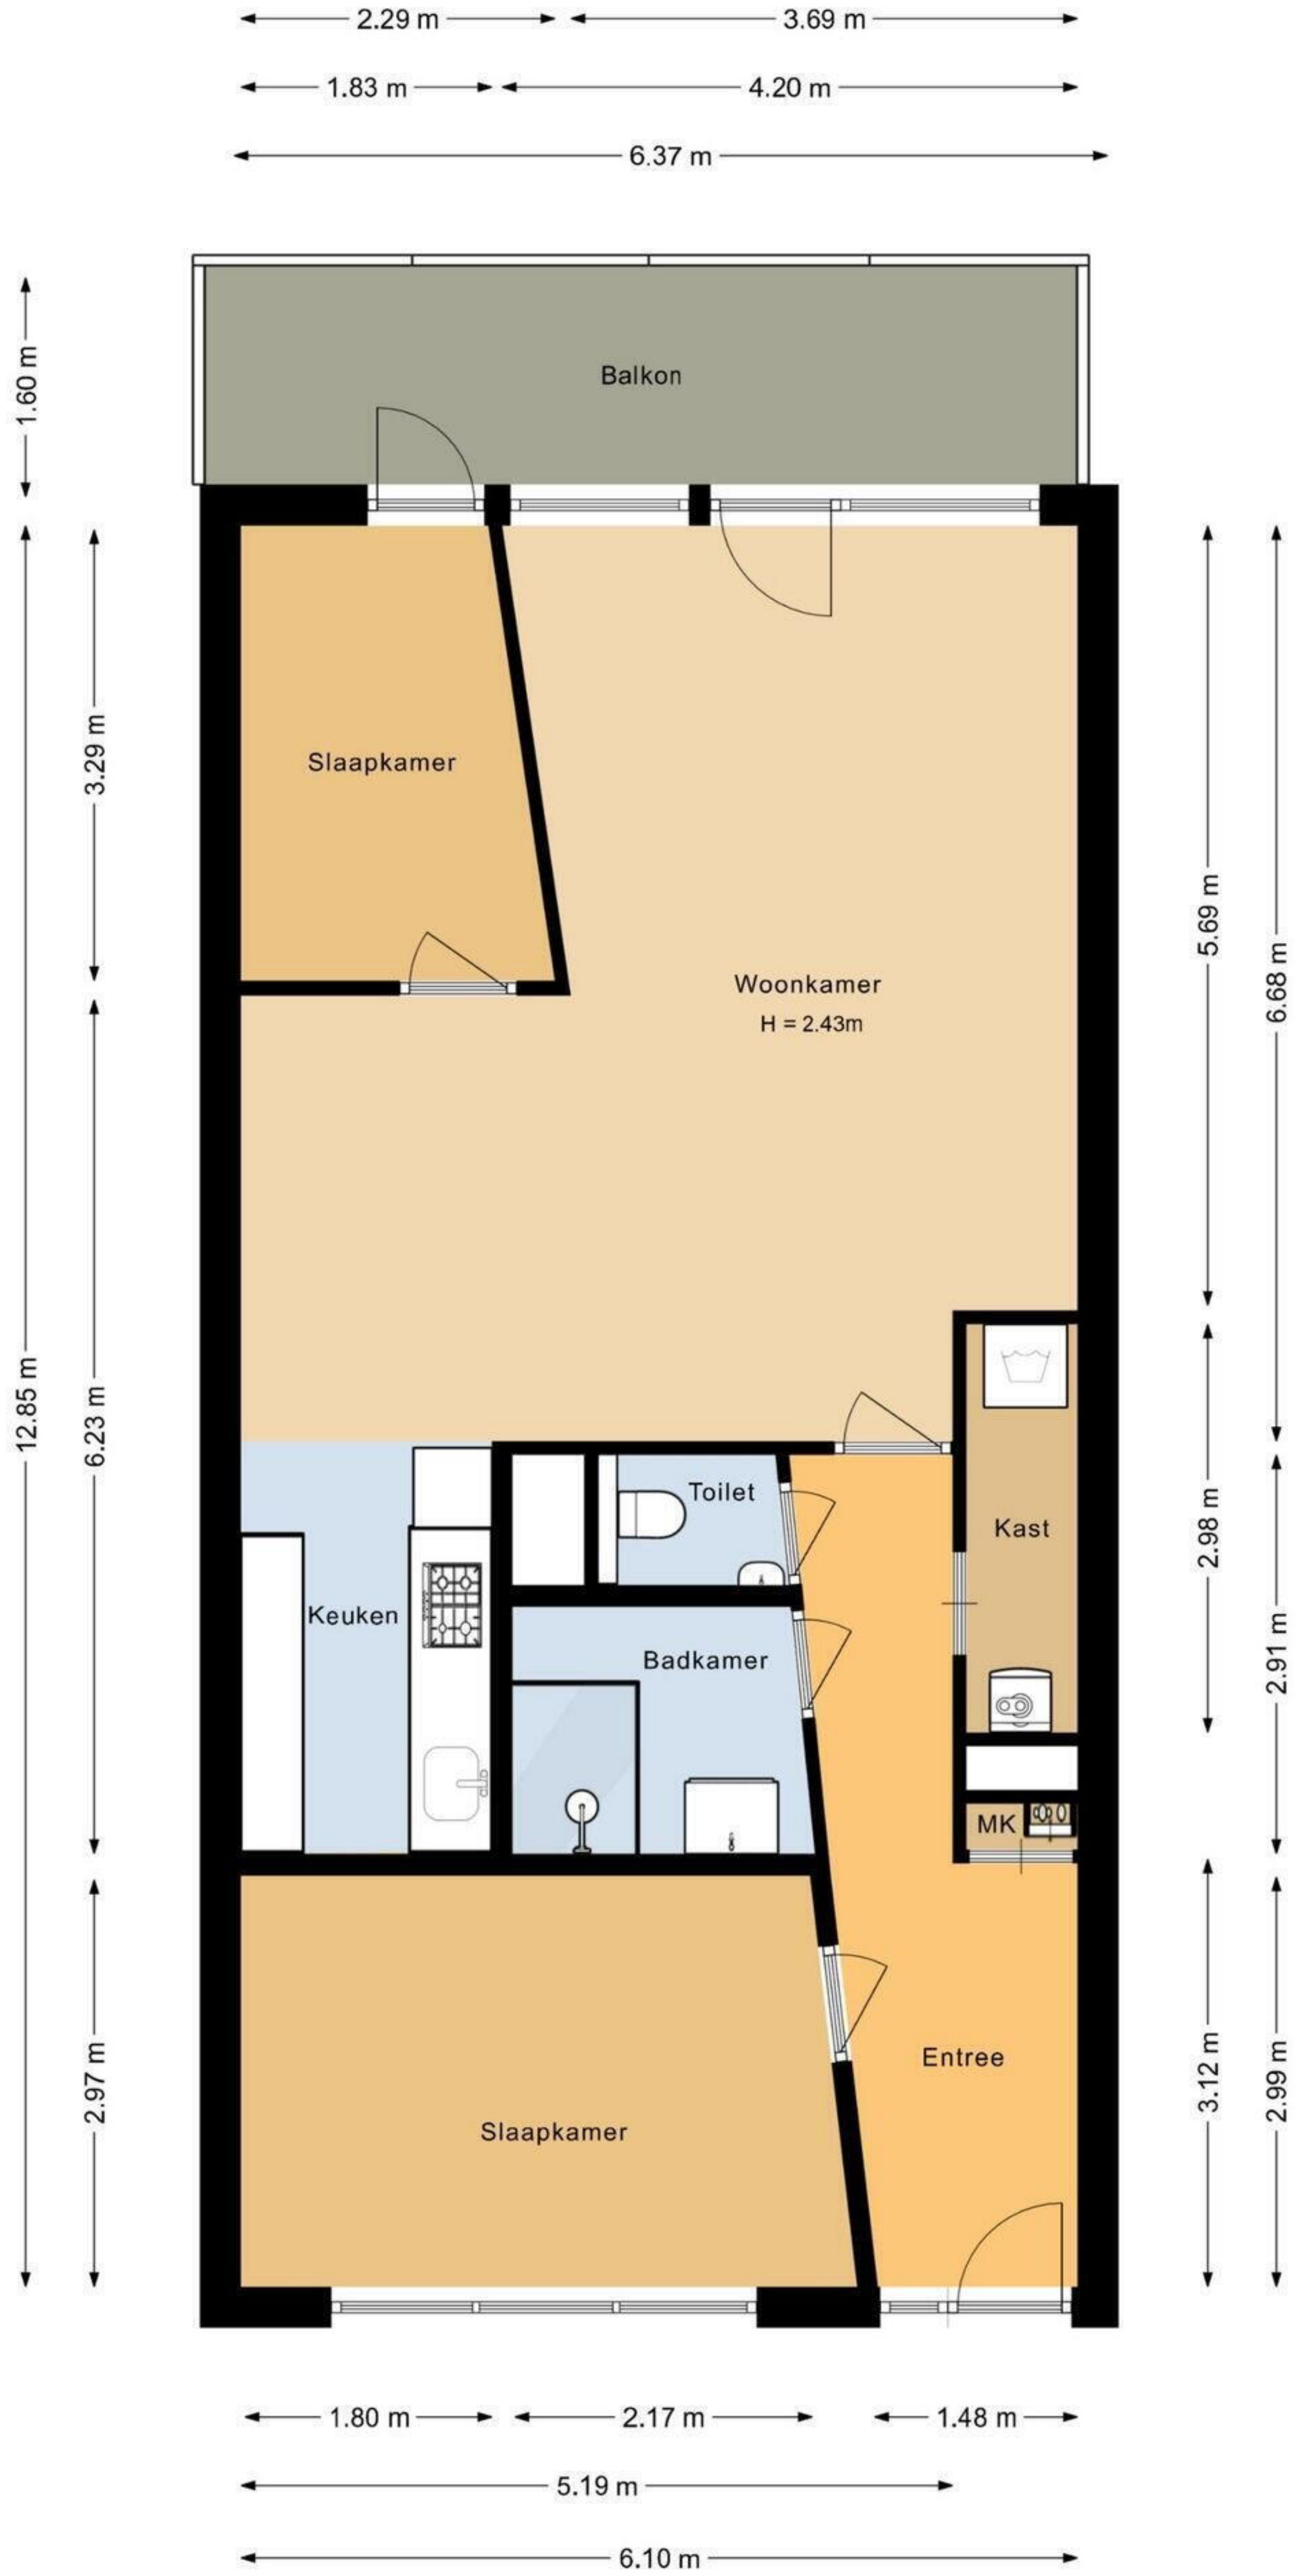 2.29 m 3.69 m
1.83 m 4.20 m
6.37 m
1.60 m
Balkon
12.85 m
3.29 m
6.23 m
2.97 m
Slaapkamer
Woonkamer
H = 2.43m
5.69 m
6.68 m
2.98 m
2.91 m
3.12 m
2.99 m
Toilet
Kast
Keuken
Badkamer
MK
Entree
Slaapkamer
1.80 m 2.17 m 1.48 m
5.19 m
6.10 m